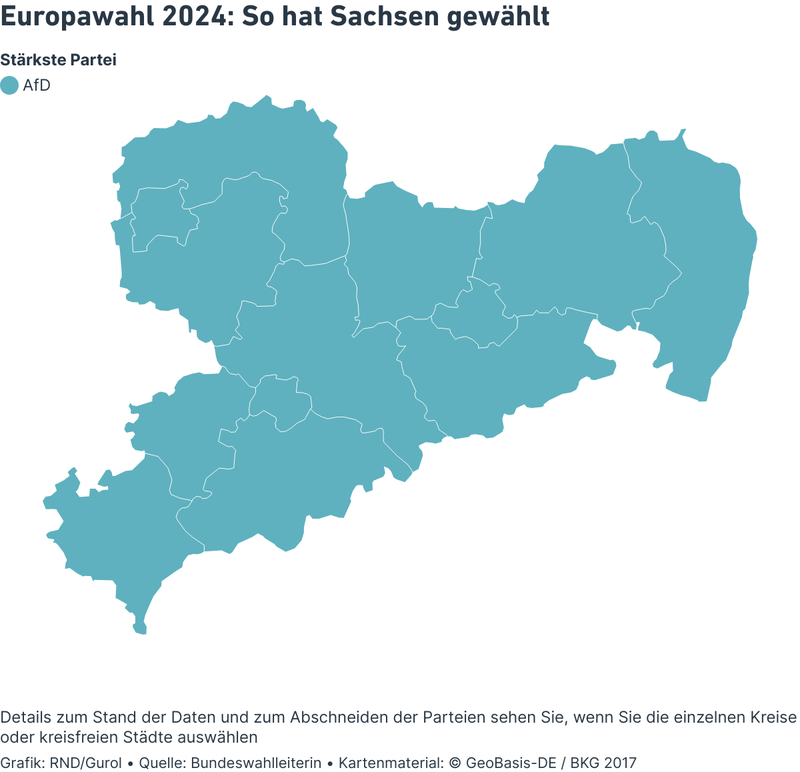 Europawahl 2024: So hat Sachsen gewählt
Stärkste Partei
AfD
Details zum Stand der Daten und zum Abschneiden der Parteien sehen Sie, wenn Sie die einzelnen Kreise
oder kreisfreien Städte auswählen
Grafik: RND/Gurol • Quelle: Bundeswahlleiterin • Kartenmaterial: © GeoBasis-DE / BKG 2017